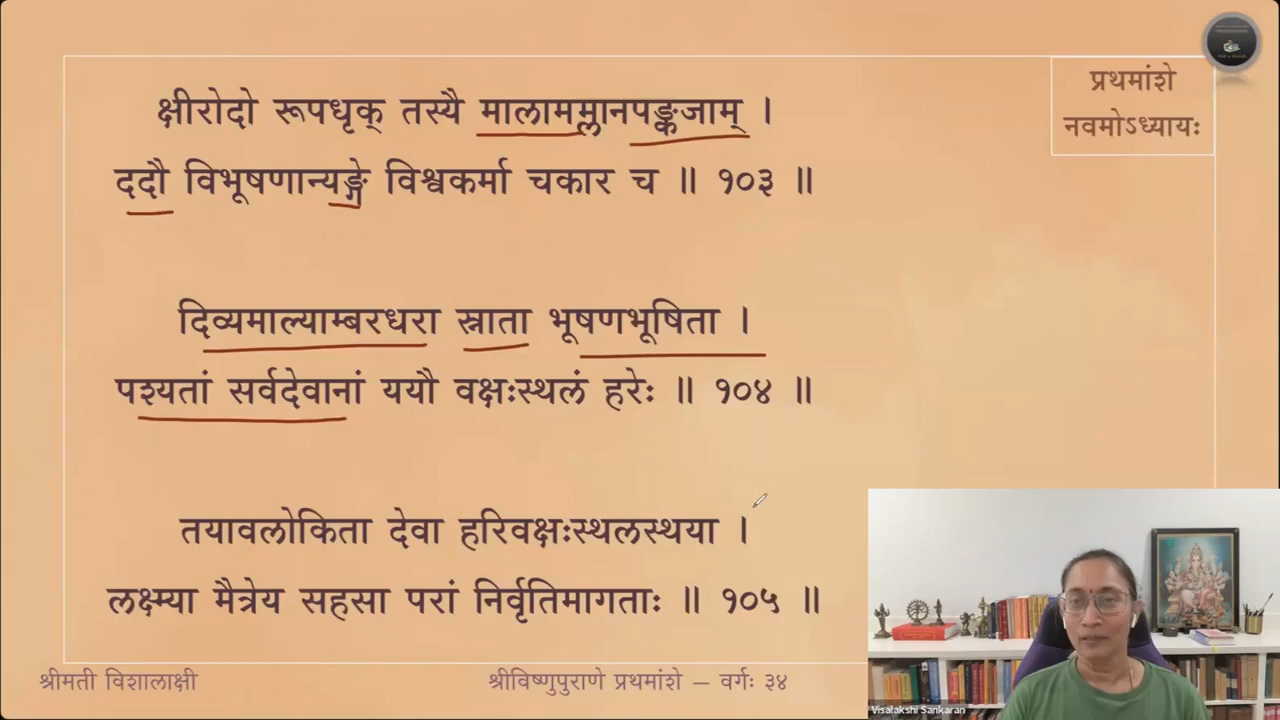 क्षीरोदो रूपधृक् तस्यै मालामम्लानपङ्कजाम् ।
ददौ विभूषणान्यङ्गे विश्वकर्मा चकार च ॥ १०३ ॥
दिव्यमाल्याम्बरधरा स्नाता भूषणभूषिता ।
पश्यतां सर्वदेवानां ययौ वक्षःस्थलं हरेः ॥ १०४ ॥
तयावलोकिता देवा हरिवक्षःस्थलस्थया ।
लक्ष्म्या मैत्रेय सहसा परां निर्वृतिमागताः ॥ १०५ ॥
प्रथमांशे
नवमोऽध्यायः
श्रीमती विशालाक्षी
श्रीविष्णुपुराणे प्रथमांशे – वर्गः ३४
Visalakshi Sankaran